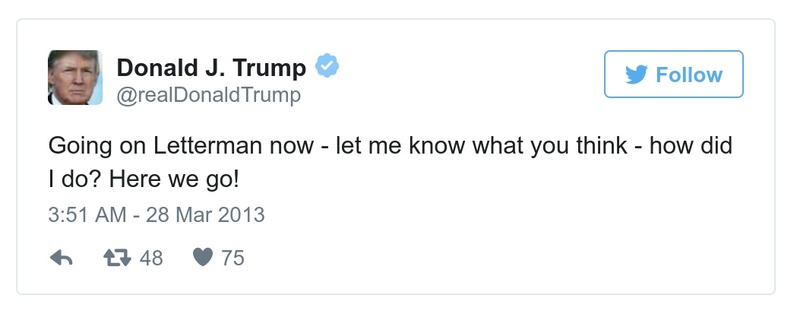 Donald J. Trump
Follow
@realDonaldTrump
Going on Letterman now - let me know what you think - how did
I do? Here we go!
3:51 AM - 28 Mar 2013
48 75